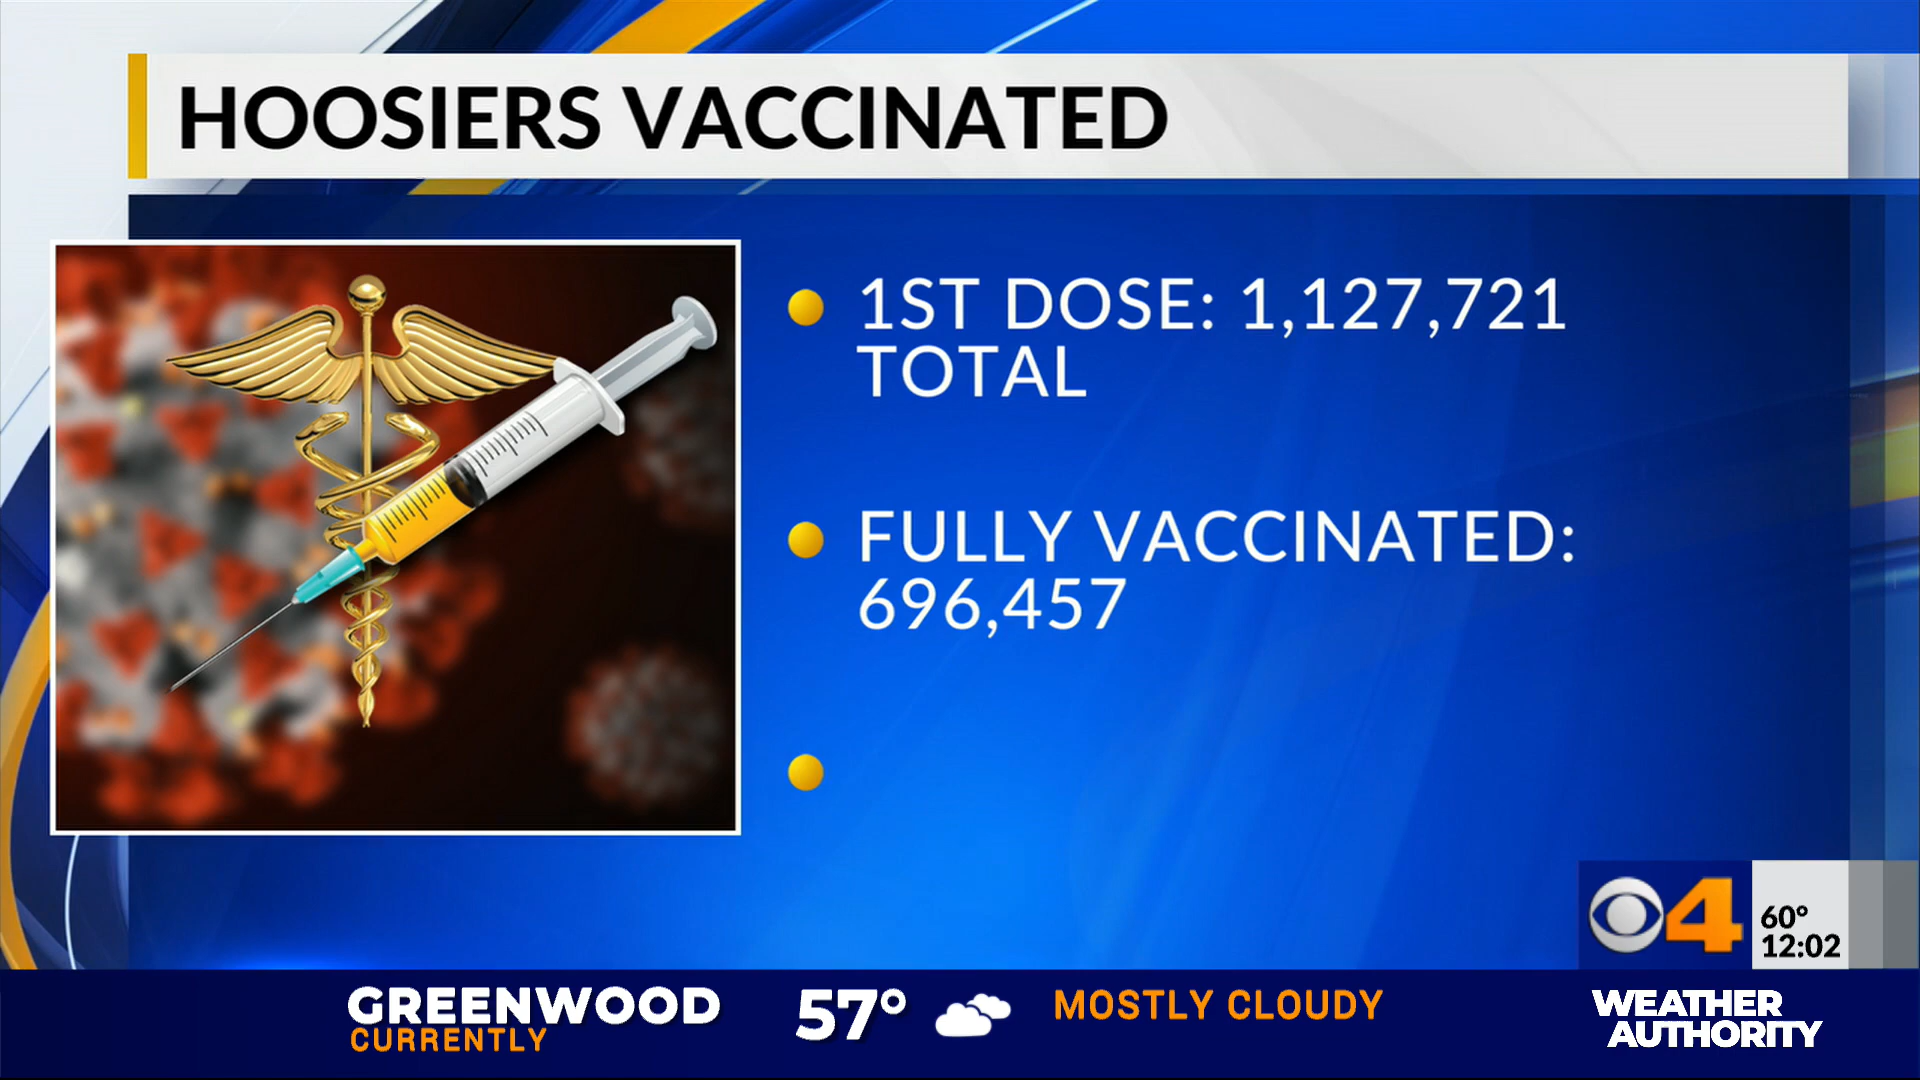 HOOSIERS VACCINATED
1ST DOSE: 1,127,721
TOTAL
FULLY VACCINATED:
696,457
4
60°
12:02
GREENWOOD
CURRENTLY
57°
MOSTLY CLOUDY
WEATHER
AUTHORITY